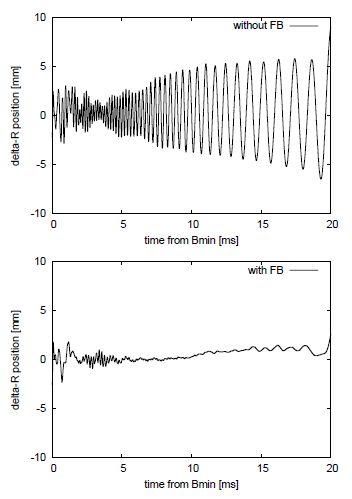 10
without FB
5
delta-R position [mm]
0
-5
-10
0 5 10 15 20
time from Bmin [ms]
10
with FB
5
delta-R position [mm]
0
-5
-10
0 5 10 15 20
time from Bmin [ms]